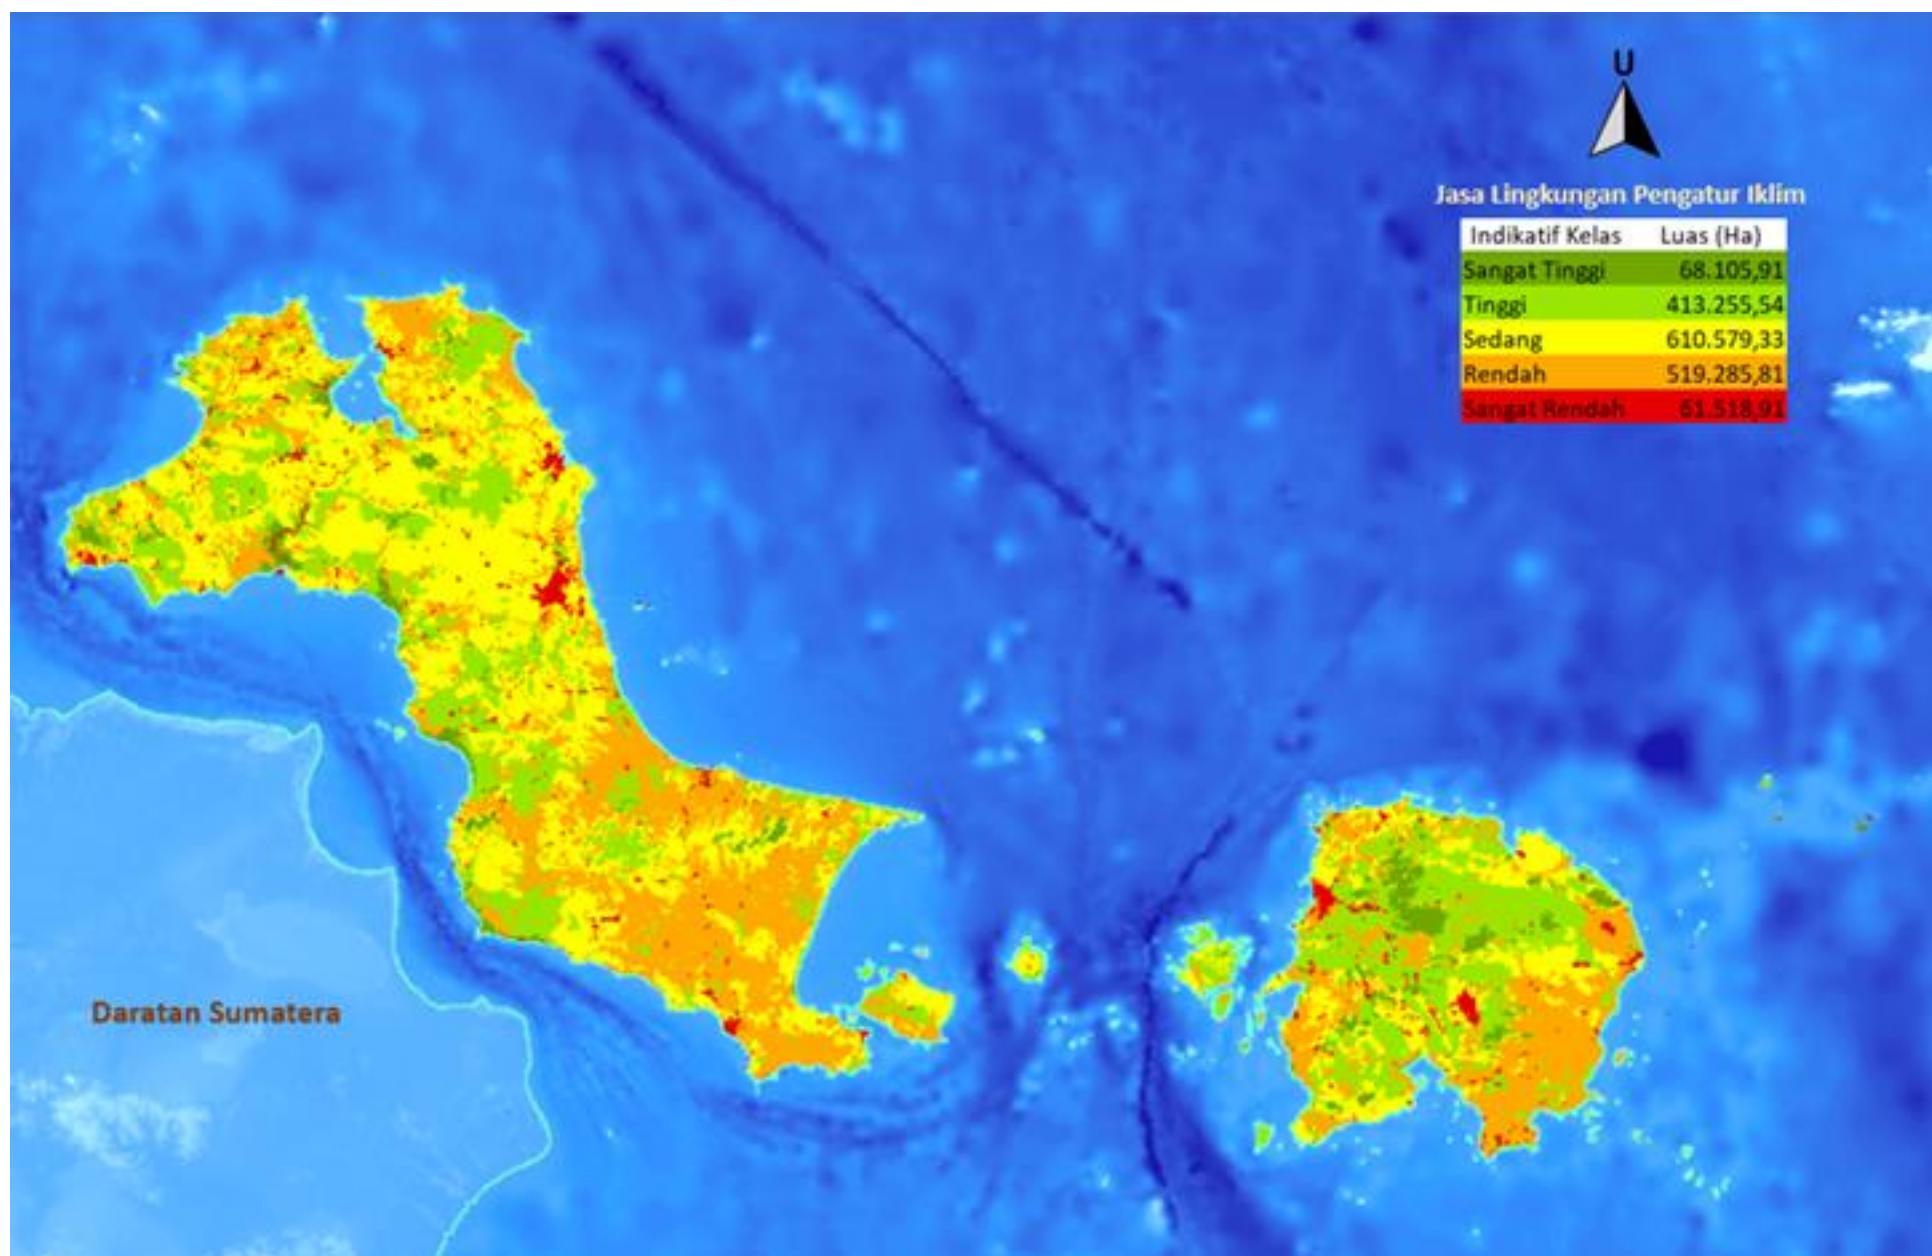 U
Jasa Lingkungan Pengatur Iklim
Indikatif Kelas Luas (Ha)
Sangat Tinggi 68.105,91
Tinggi 413.255,54
Sedang 610.579,33
Rendah 519.285,81
Sangat Rendah 61.518,91
Daratan Sumatera